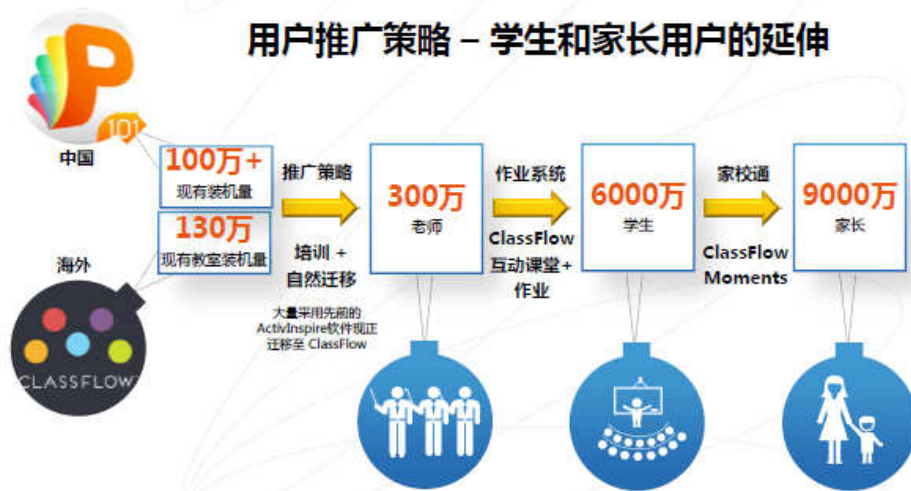 用户推广策略 – 学生和家长用户的延伸
P
101
中国
100万+
现有装机量
130万
现有教室装机量
海外
CLASSFLOW
推广策略
培训 +
自然迁移
大量采用先前的
ActivInspire软件现正
迁移至 ClassFlow
300万
老师
作业系统
ClassFlow
互动课堂+
作业
6000万
学生
家校通
ClassFlow
Moments
9000万
家长